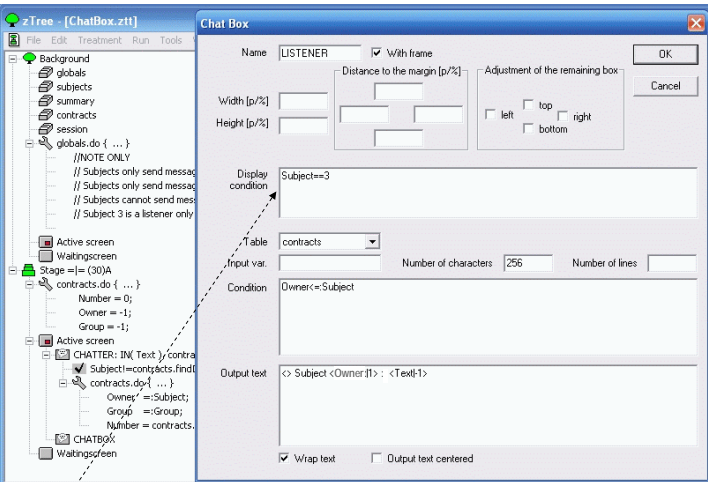 zTree - [ChatBox.ztt]
File Edit Treatment Run Tools
Background
globals
subjects
summary
contracts
session
globals.do { ... }
//NOTE ONLY
// Subjects only send messag
// Subjects only send messag
// Subjects cannot send mes
// Subject 3 is a listener only
Active screen
Waitingscreen
Stage =|= (30)A
contracts.do { ... }
Number = 0;
Owner = -1;
Group = -1;
Active screen
CHATTER: IN( Text ) contra
Subject!=contracts.find(
contracts.do { ... }
Owner =:Subject;
Group =:Group;
Number = contracts.
CHATBOX
Waitingscreen
Chat Box
Name LISTENER With frame OK
Distance to the margin [p/%] Adjustment of the remaining box
Cancel
Width [p/%]
top
left right
Height [p/%]
bottom
Display
condition
Subject==3
Table contracts
Input var. Number of characters 256 Number of lines
Condition Owner<=:Subject
Output text <> Subject <Owner:|1> : <Text|-1>
Wrap text Output text centered